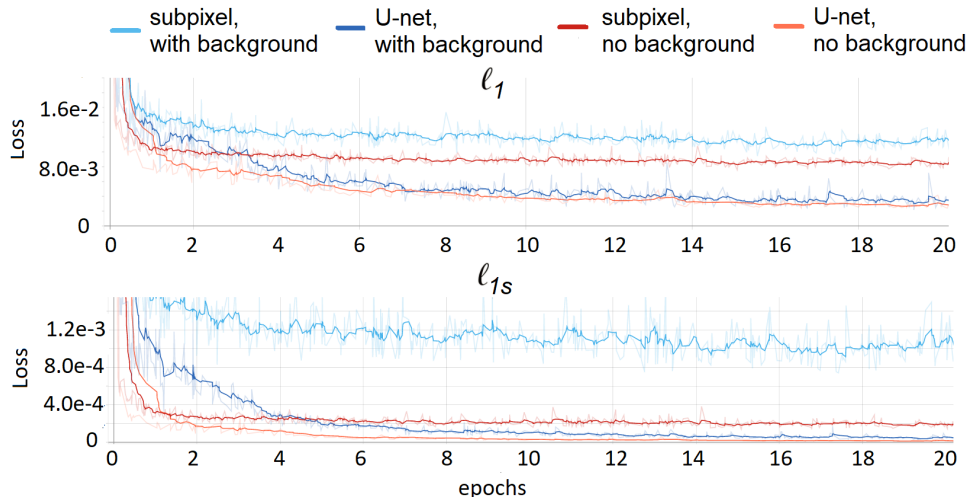 subpixel, with background
U-net, with background
subpixel, no background
U-net, no background
ℓ1
Loss
1.6e-2
8.0e-3
0
0 2 4 6 8 10 12 14 16 18 20
ℓ1s
Loss
1.2e-3
8.0e-4
4.0e-4
0
0 2 4 6 8 10 12 14 16 18 20
epochs